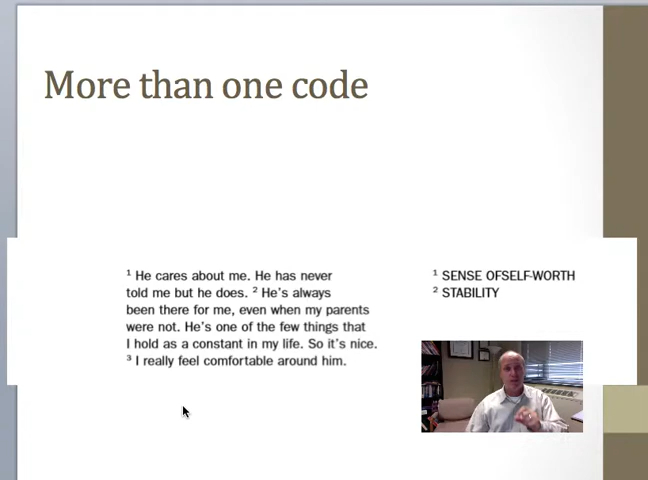 More than one code
¹ He cares about me. He has never
told me but he does. ² He's always
been there for me, even when my parents
were not. He's one of the few things that
I hold as a constant in my life. So it's nice.
³ I really feel comfortable around him.
¹ SENSE OFSELF-WORTH
² STABILITY